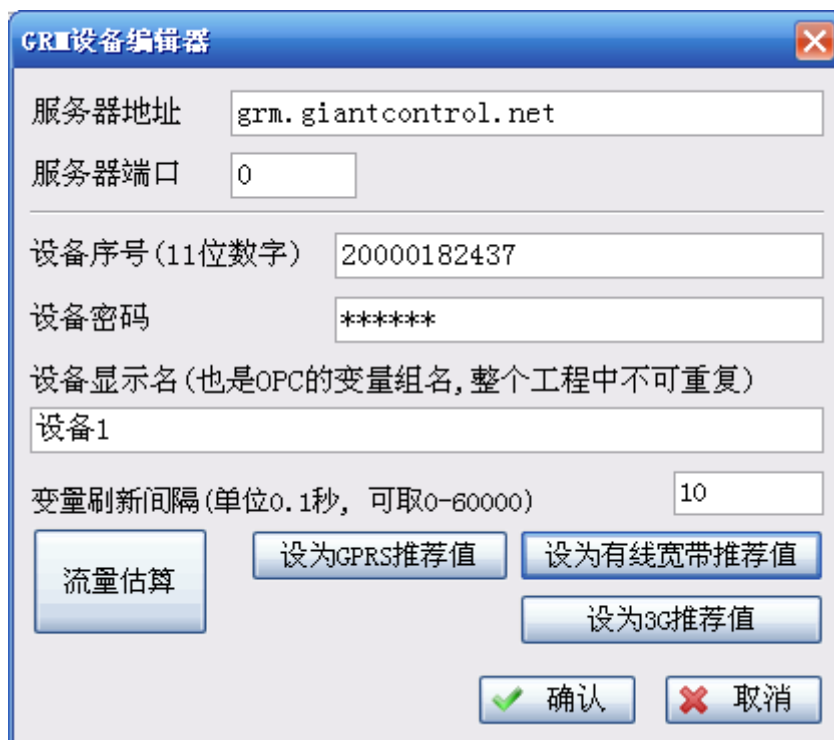 GRM设备编辑器
服务器地址 grm.giantcontrol.net
服务器端口 0
设备序号(11位数字) 20000182437
设备密码 ******
设备显示名(也是OPC的变量组名,整个工程中不可重复)
设备1
变量刷新间隔(单位0.1秒, 可取0-60000) 10
流量估算 设为GPRS推荐值 设为有线宽带推荐值
设为3G推荐值
确认 取消